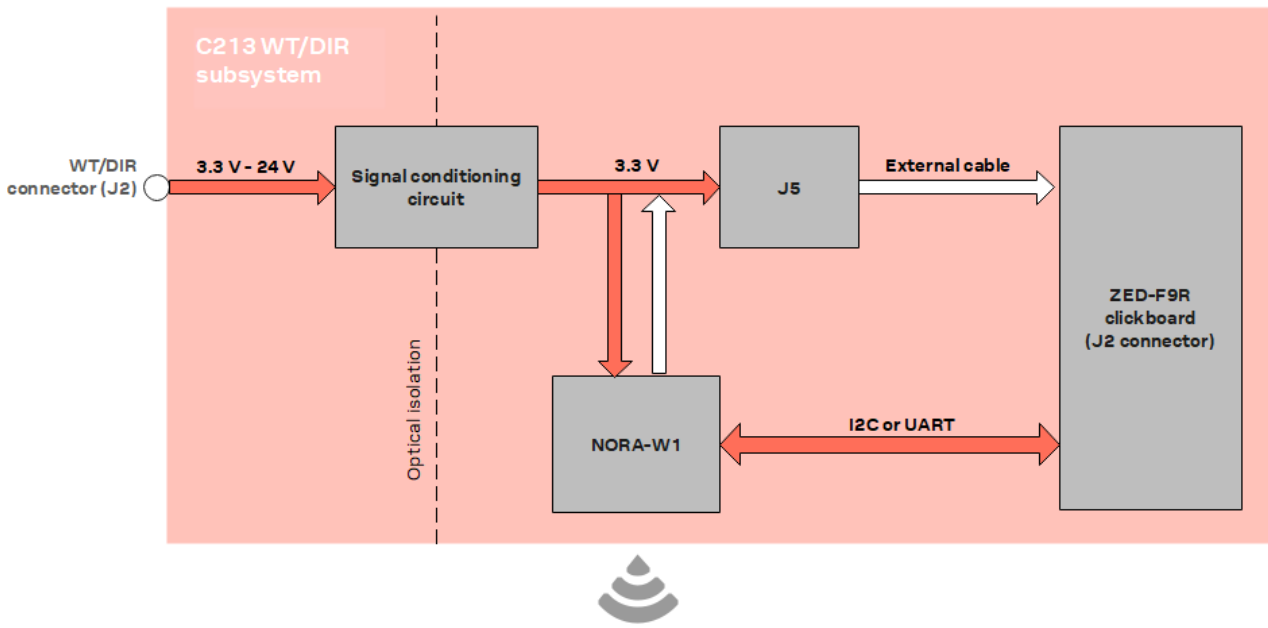 C213 WT/DIR
subsystem
WT/DIR
connector (J2)
3.3 V - 24 V
Signal conditioning
circuit
3.3 V
J5
External cable
ZED-F9R
clickboard
(J2 connector)
Optical isolation
NORA-W1
I2C or UART